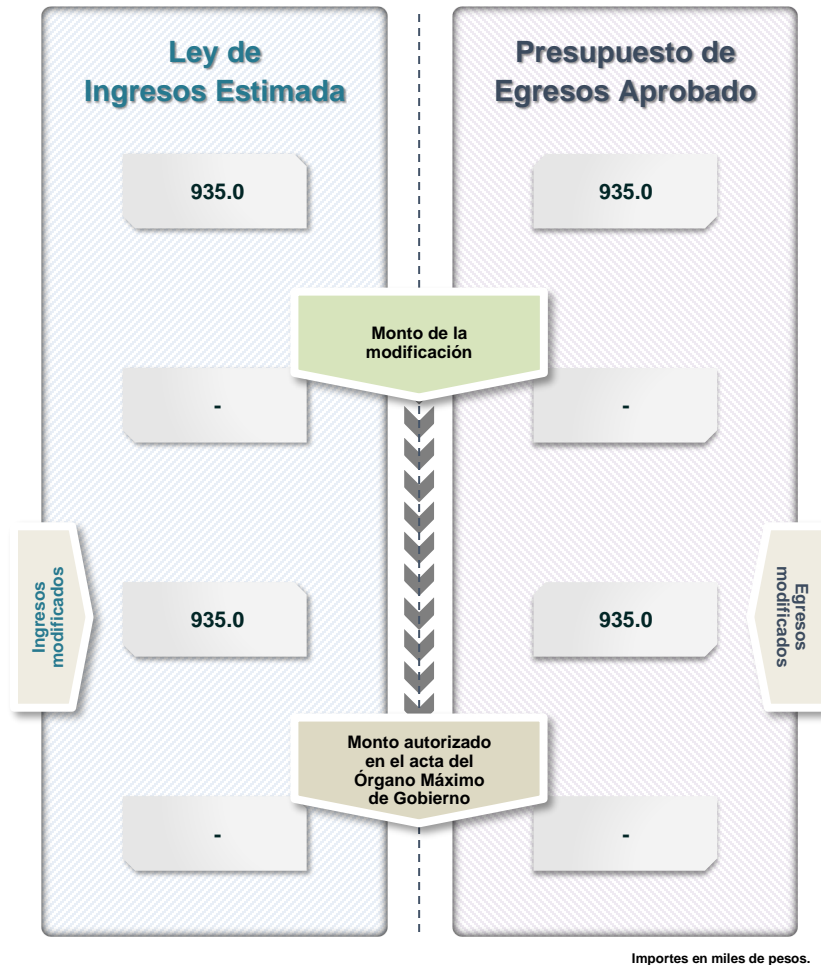 Ley de
Ingresos Estimada
Presupuesto de
Egresos Aprobado
935.0
935.0
Monto de la
modificación
-
-
Ingresos
modificados
935.0
935.0
Egresos
modificados
Monto autorizado
en el acta del
Órgano Máximo
de Gobierno
-
-
Importes en miles de pesos.